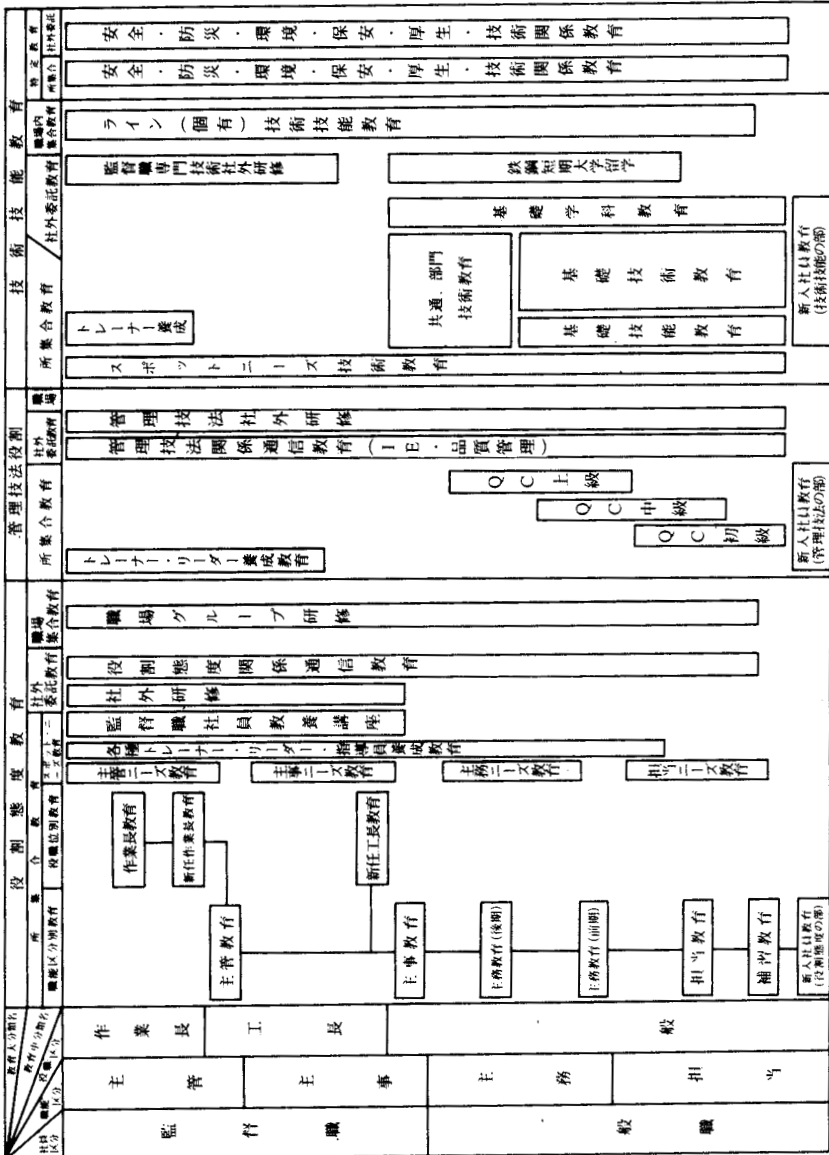 教育大分類名
教育中分類名
役職区分
職能区分
社員区分
役割態度教育
所集合教育
職能区分別教育
役職位別教育
スポット・ニーズ教育
社外委託教育
職場集合教育
管理技法役割
所集合教育
社外委託教育
職場
技術技能教育
所集合教育
社外委託教育
職場内集合教育
特定教育
所集合
社外委託
監督職
一般職
主管
主事
主務
担当
作業長
工長
一般
主管教育
主事教育
主務教育(後期)
主務教育(前期)
担当教育
補習教育
新入社員教育
(役割態度の部)
作業長教育
新任作業長教育
新任工長教育
主管ニーズ教育
主事ニーズ教育
主務ニーズ教育
担当ニーズ教育
各種トレーナー・リーダー・指導員養成教育
監督職社員教養講座
社外研修
役割態度関係通信教育
職場グループ研修
トレーナー・リーダー養成教育
QC上級
QC中級
QC初級
新入社員教育
(管理技法の部)
管理技法関係通信教育(IE・品質管理)
管理技法社外研修
スポットニーズ技術教育
トレーナー養成
共通、部門
技術教育
基礎技能教育
基礎技術教育
基礎学科教育
新入社員教育
(技術技能の部)
監督職専門技術社外研修
鉄鋼短期大学留学
ライン(個有)技術技能教育
安全・防災・環境・保安・厚生・技術関係教育
安全・防災・環境・保安・厚生・技術関係教育